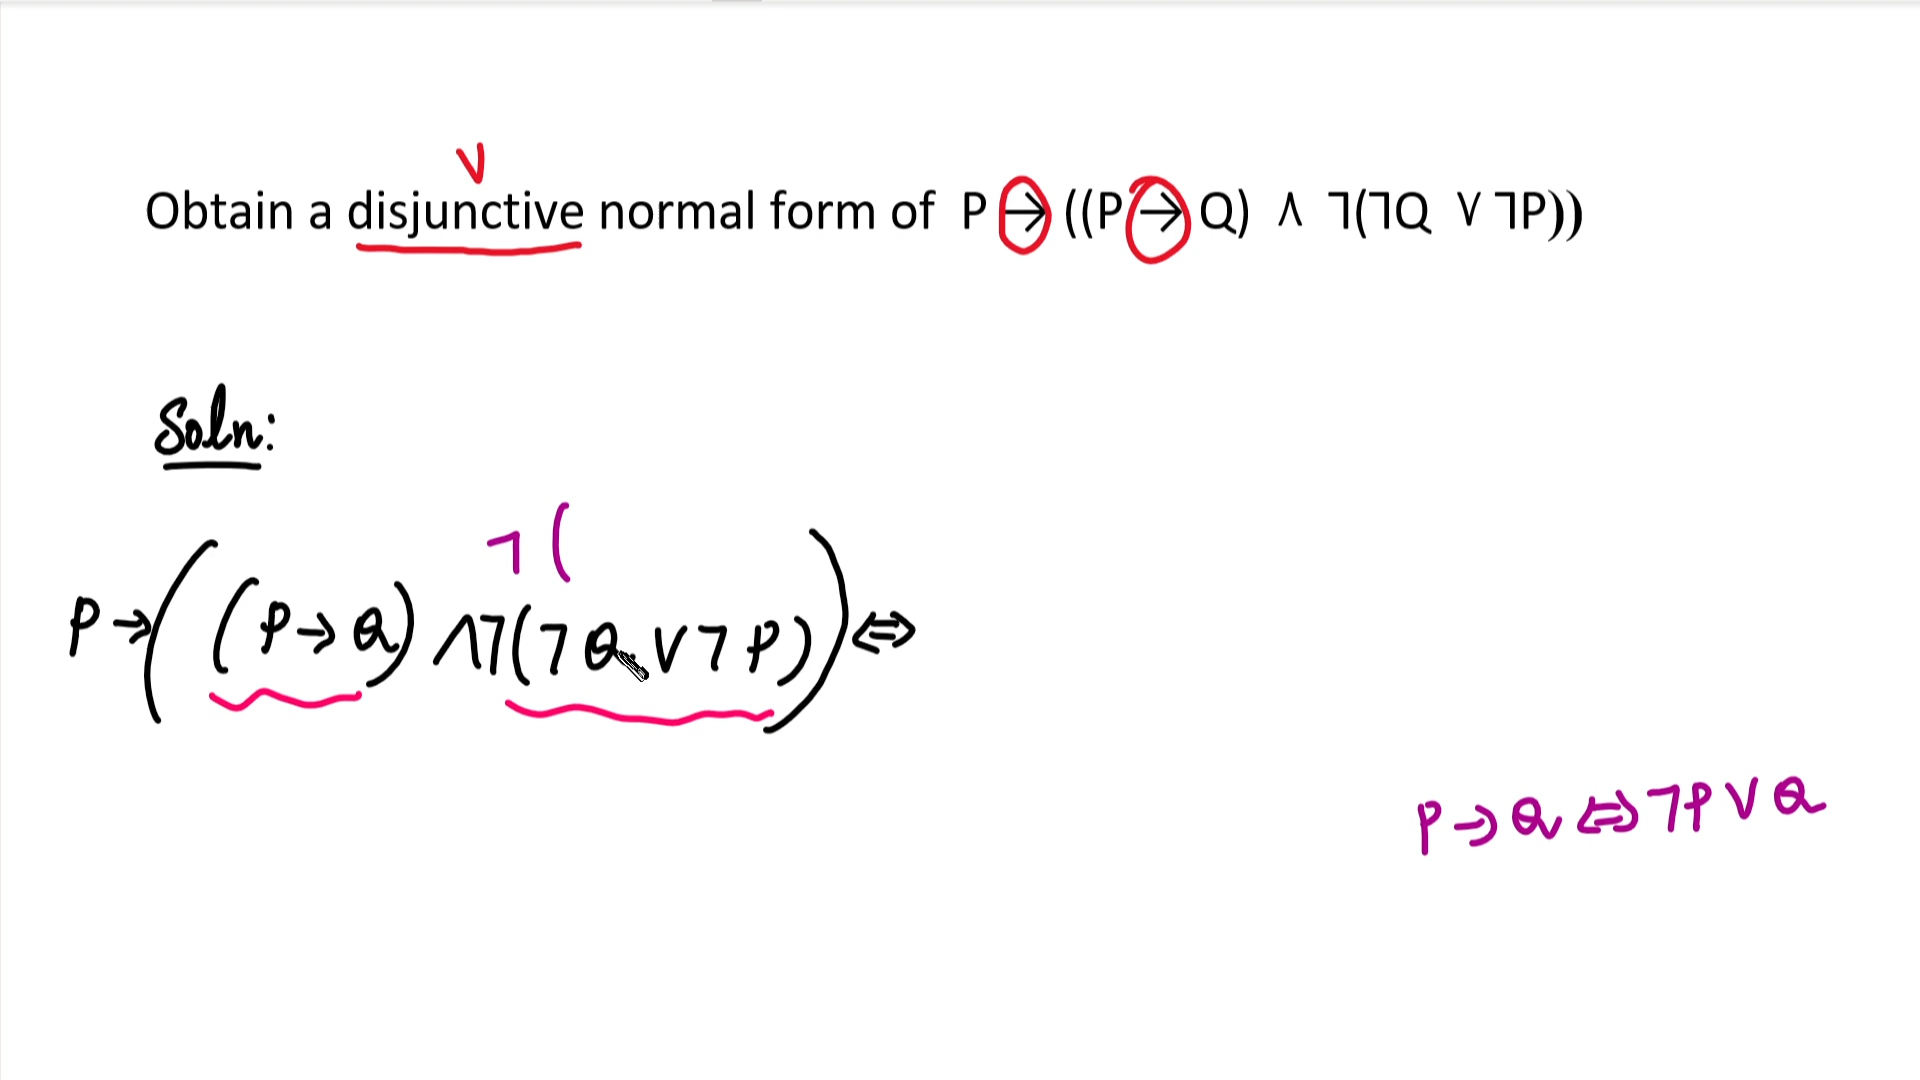 V
Obtain a disjunctive normal form of P → ((P → Q) ∧ ¬(¬Q ∨ ¬P))
Soln:
¬(
P→((P→Q)∧¬(¬Q∨¬P))⇔
P→Q⇔¬P∨Q